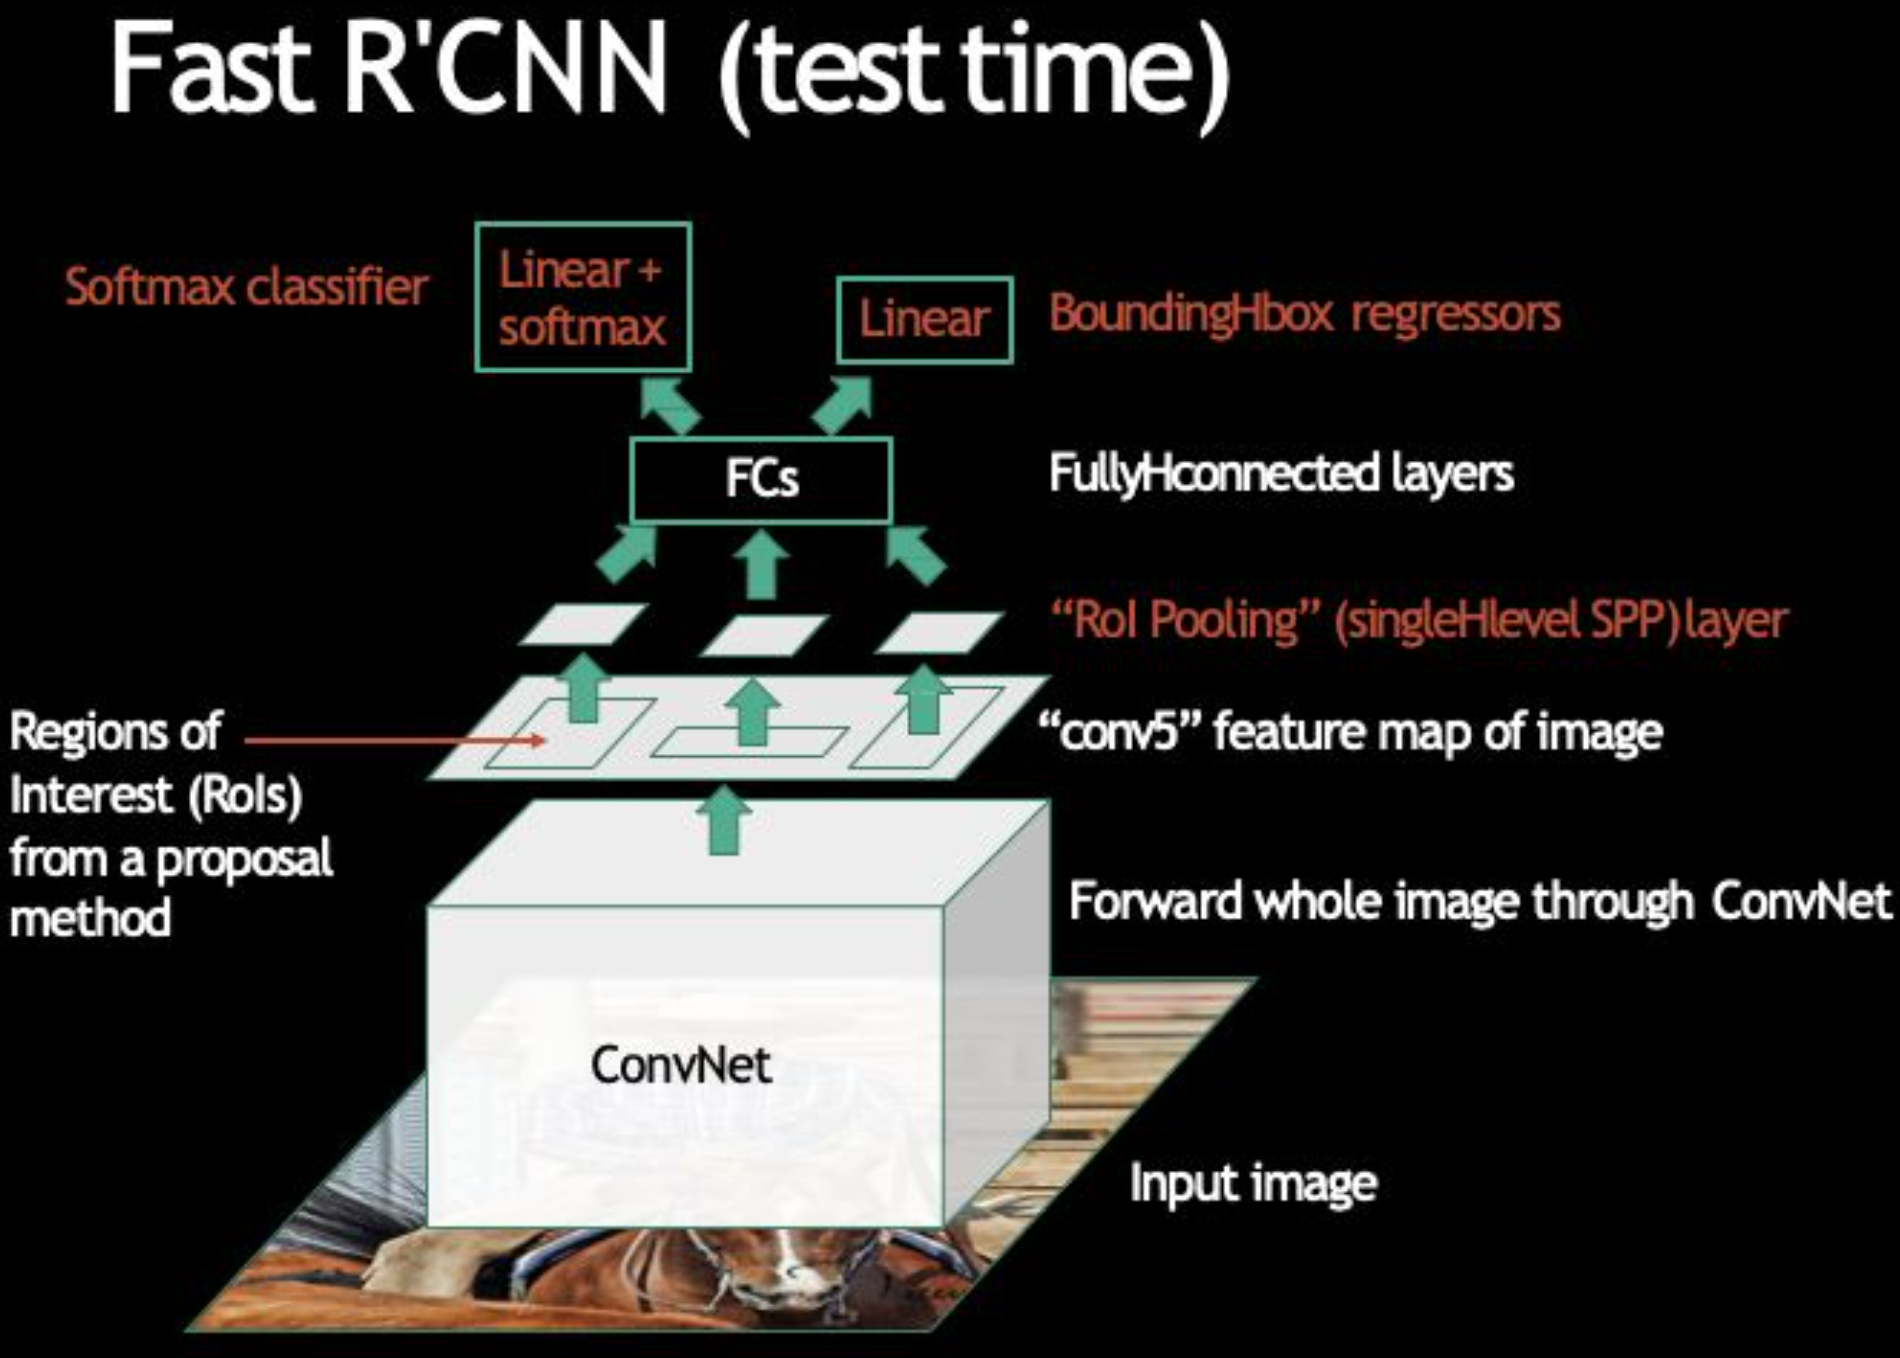 Fast R'CNN (test time)
Softmax classifier
Linear +
softmax
Linear
BoundingHbox regressors
FCs
FullyHconnected layers
“RoI Pooling” (singleHlevel SPP) layer
Regions of
Interest (RoIs)
from a proposal
method
“conv5” feature map of image
Forward whole image through ConvNet
ConvNet
Input image